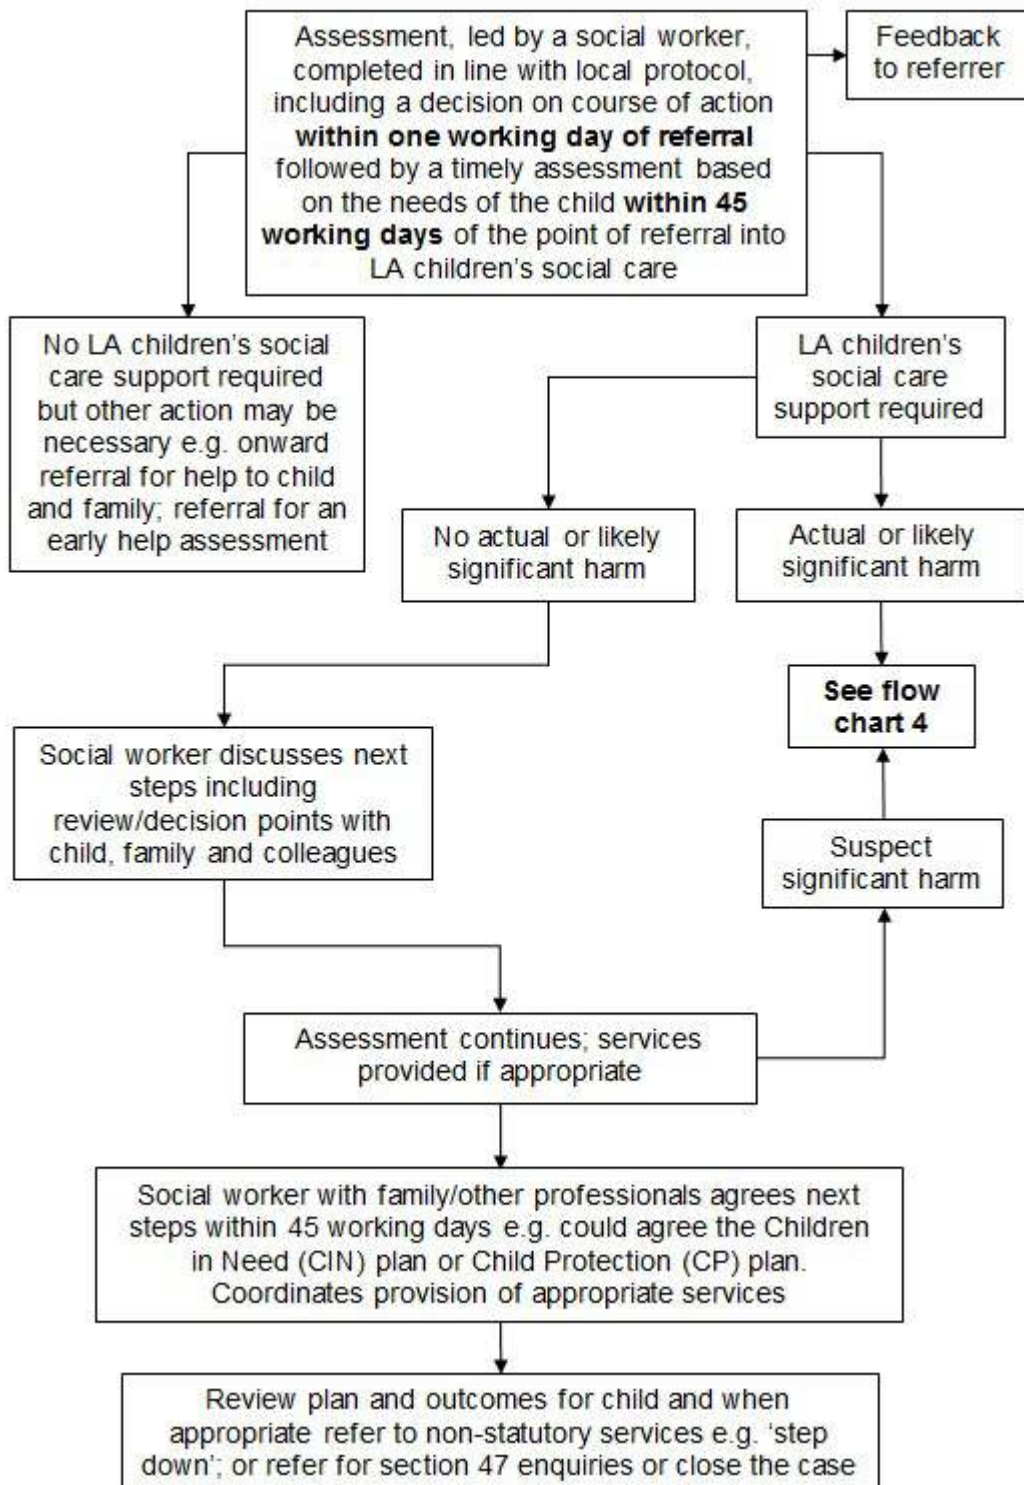 Assessment, led by a social worker,
completed in line with local protocol,
including a decision on course of action
within one working day of referral
followed by a timely assessment based
on the needs of the child within 45
working days of the point of referral into
LA children's social care
Feedback
to referrer
No LA children's social
care support required
but other action may be
necessary e.g. onward
referral for help to child
and family; referral for an
early help assessment
LA children's
social care
support required
No actual or likely
significant harm
Actual or likely
significant harm
See flow
chart 4
Social worker discusses next
steps including
review/decision points with
child, family and colleagues
Suspect
significant harm
Assessment continues; services
provided if appropriate
Social worker with family/other professionals agrees next
steps within 45 working days e.g. could agree the Children
in Need (CIN) plan or Child Protection (CP) plan.
Coordinates provision of appropriate services
Review plan and outcomes for child and when
appropriate refer to non-statutory services e.g. ‘step
down’; or refer for section 47 enquiries or close the case